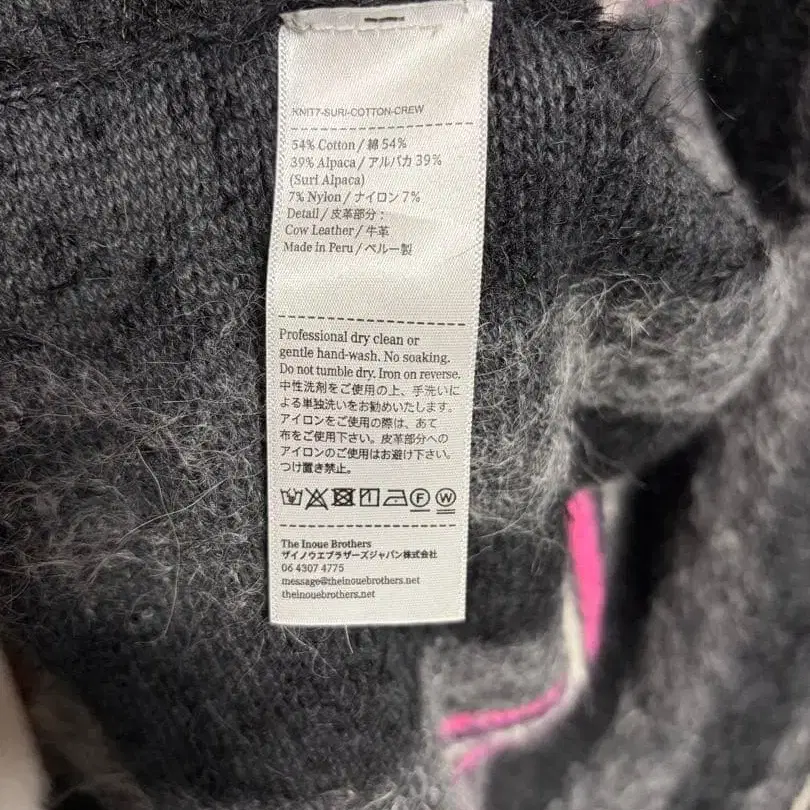 KNIT7-SURI-COTTON-CREW
54% Cotton / 綿 54%
39% Alpaca / アルパカ 39%
(Suri Alpaca)
7% Nylon / ナイロン 7%
Detail / 皮革部分 :
Cow Leather / 牛革
Made in Peru / ペルー製
Professional dry clean or
gentle hand-wash. No soaking.
Do not tumble dry. Iron on reverse.
中性洗剤をご使用の上、手洗いに
よる単独洗いをお勧めいたします。
アイロンをご使用の際は、あて
布をご使用下さい。皮革部分への
アイロンのご使用はお避け下さい。
つけ置き禁止。
F W
The Inoue Brothers
ザイノウエブラザーズジャパン株式会社
06 4307 4775
message@theinouebrothers.net
theinouebrothers.net